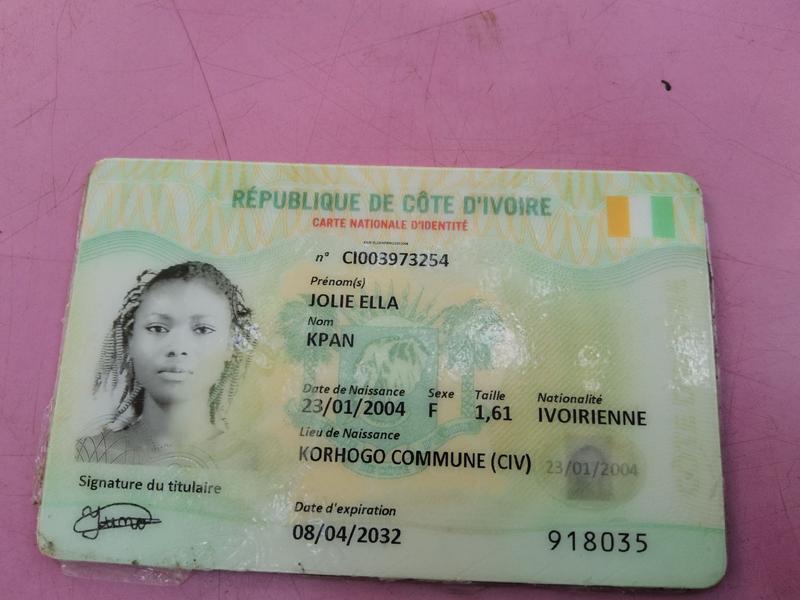 RÉPUBLIQUE DE CÔTE D'IVOIRE
CARTE NATIONALE D'IDENTITÉ
n° CI003973254
Prénom(s)
JOLIE ELLA
Nom
KPAN
Date de Naissance Sexe Taille Nationalité
23/01/2004 F 1,61 IVOIRIENNE
Lieu de Naissance
KORHOGO COMMUNE (CIV) 23/01/2004
Signature du titulaire
Date d'expiration
08/04/2032
918035